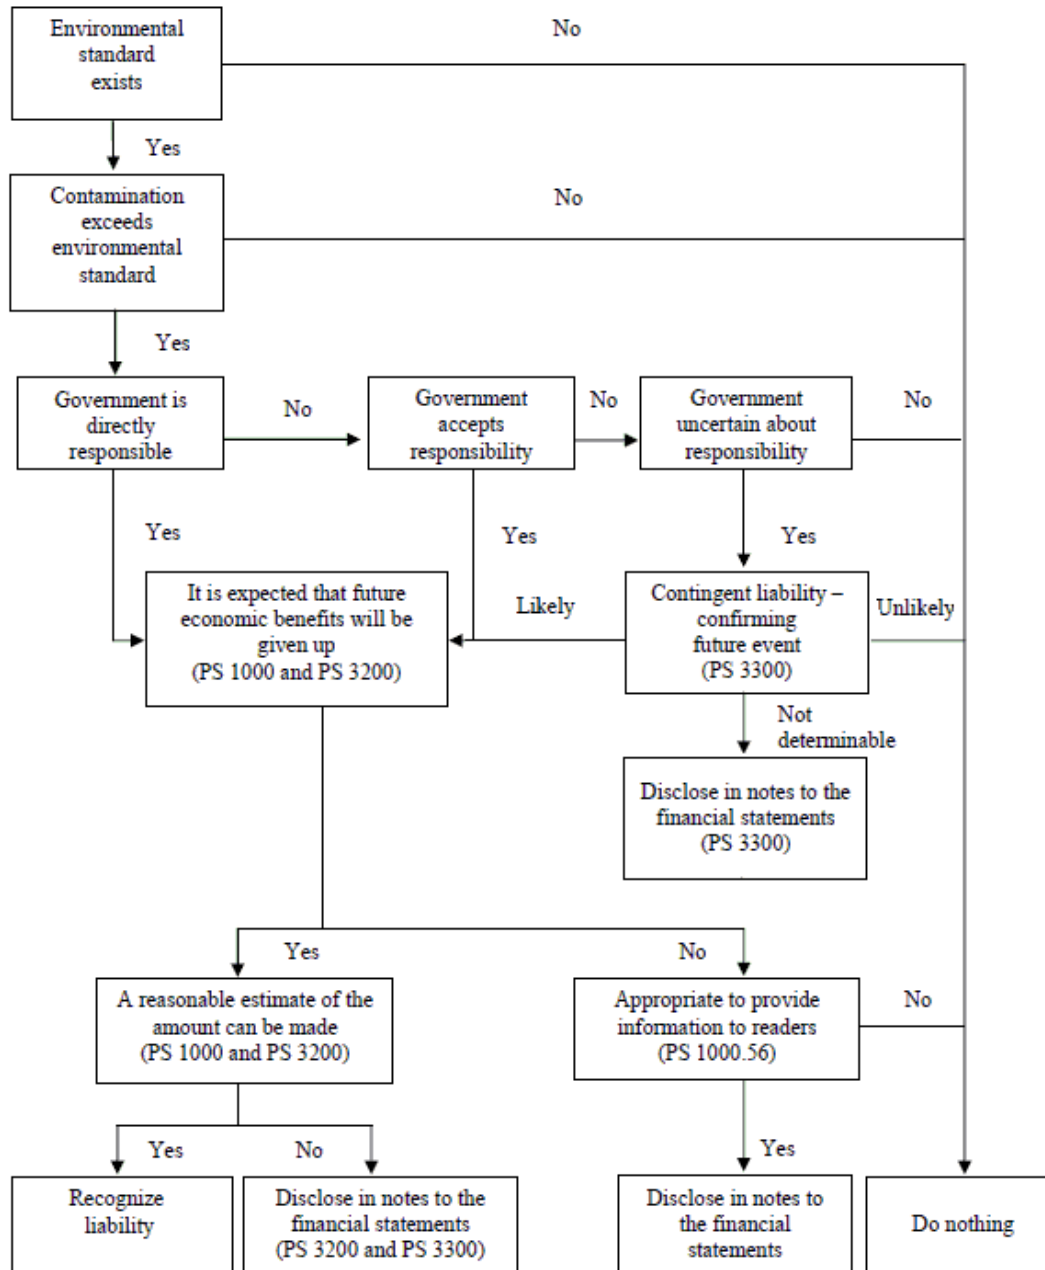 Environmental
standard
exists
No
Yes
Contamination
exceeds
environmental
standard
No
Yes
Government is
directly
responsible
No
Government
accepts
responsibility
No
Government
uncertain about
responsibility
No
Yes
Yes
Yes
It is expected that future
economic benefits will be
given up
(PS 1000 and PS 3200)
Likely
Contingent liability –
confirming
future event
(PS 3300)
Unlikely
Not
determinable
Disclose in notes to the
financial statements
(PS 3300)
Yes
No
A reasonable estimate of the
amount can be made
(PS 1000 and PS 3200)
Appropriate to provide
information to readers
(PS 1000.56)
No
Yes
No
Yes
Recognize
liability
Disclose in notes to the
financial statements
(PS 3200 and PS 3300)
Disclose in notes to
the financial
statements
Do nothing